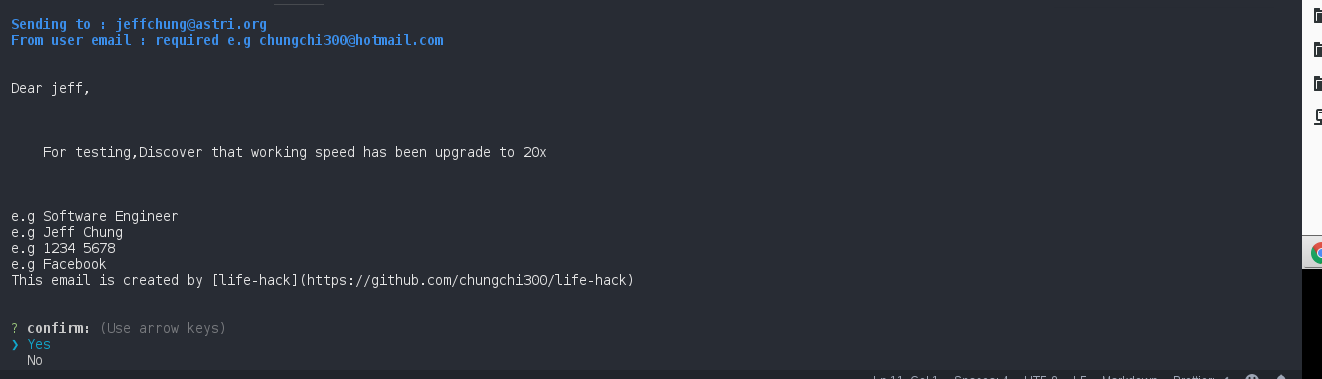 Sending to : jeffchung@astri.org
From user email : required e.g chungchi300@hotmail.com
Dear jeff,
For testing,Discover that working speed has been upgrade to 20x
e.g Software Engineer
e.g Jeff Chung
e.g 1234 5678
e.g Facebook
This email is created by [life-hack](https://github.com/chungchi300/life-hack)
? confirm: (Use arrow keys)
❯ Yes
No